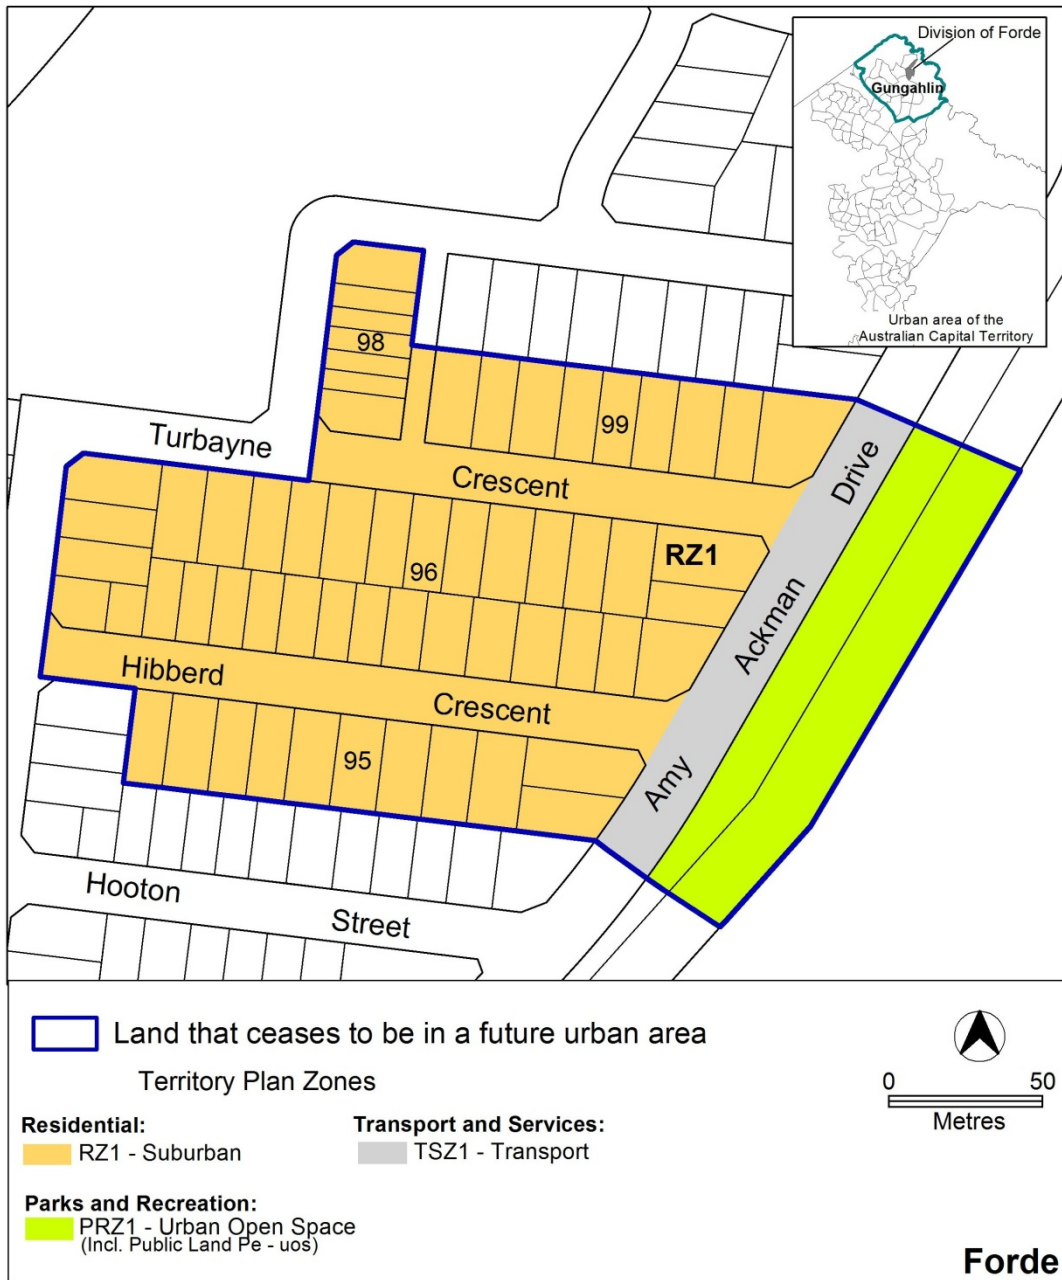 Division of Forde
Gungahlin
Urban area of the
Australian Capital Territory
98
99
Turbayne
Crescent
Drive
RZ1
96
Ackman
Hibberd
Crescent
95
Amy
Hooton
Street
Land that ceases to be in a future urban area
Territory Plan Zones
0 50
Metres
Residential:
RZ1 - Suburban
Transport and Services:
TSZ1 - Transport
Parks and Recreation:
PRZ1 - Urban Open Space
(Incl. Public Land Pe - uos)
Forde